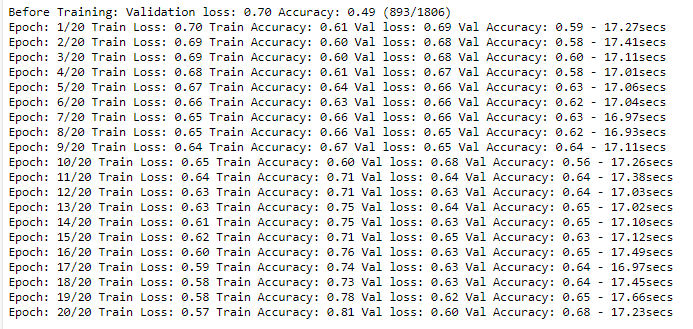 Before Training: Validation loss: 0.70 Accuracy: 0.49 (893/1806)
Epoch: 1/20 Train Loss: 0.70 Train Accuracy: 0.61 Val loss: 0.69 Val Accuracy: 0.59 - 17.27secs
Epoch: 2/20 Train Loss: 0.69 Train Accuracy: 0.60 Val loss: 0.68 Val Accuracy: 0.58 - 17.41secs
Epoch: 3/20 Train Loss: 0.69 Train Accuracy: 0.60 Val loss: 0.68 Val Accuracy: 0.60 - 17.11secs
Epoch: 4/20 Train Loss: 0.68 Train Accuracy: 0.61 Val loss: 0.67 Val Accuracy: 0.58 - 17.01secs
Epoch: 5/20 Train Loss: 0.67 Train Accuracy: 0.64 Val loss: 0.66 Val Accuracy: 0.63 - 17.06secs
Epoch: 6/20 Train Loss: 0.66 Train Accuracy: 0.63 Val loss: 0.66 Val Accuracy: 0.62 - 17.04secs
Epoch: 7/20 Train Loss: 0.65 Train Accuracy: 0.66 Val loss: 0.66 Val Accuracy: 0.63 - 16.97secs
Epoch: 8/20 Train Loss: 0.65 Train Accuracy: 0.66 Val loss: 0.65 Val Accuracy: 0.62 - 16.93secs
Epoch: 9/20 Train Loss: 0.64 Train Accuracy: 0.67 Val loss: 0.65 Val Accuracy: 0.64 - 17.11secs
Epoch: 10/20 Train Loss: 0.65 Train Accuracy: 0.60 Val loss: 0.68 Val Accuracy: 0.56 - 17.26secs
Epoch: 11/20 Train Loss: 0.64 Train Accuracy: 0.71 Val loss: 0.64 Val Accuracy: 0.64 - 17.38secs
Epoch: 12/20 Train Loss: 0.63 Train Accuracy: 0.71 Val loss: 0.63 Val Accuracy: 0.64 - 17.03secs
Epoch: 13/20 Train Loss: 0.63 Train Accuracy: 0.75 Val loss: 0.64 Val Accuracy: 0.65 - 17.02secs
Epoch: 14/20 Train Loss: 0.61 Train Accuracy: 0.75 Val loss: 0.63 Val Accuracy: 0.65 - 17.10secs
Epoch: 15/20 Train Loss: 0.62 Train Accuracy: 0.71 Val loss: 0.65 Val Accuracy: 0.63 - 17.12secs
Epoch: 16/20 Train Loss: 0.60 Train Accuracy: 0.76 Val loss: 0.63 Val Accuracy: 0.65 - 17.49secs
Epoch: 17/20 Train Loss: 0.59 Train Accuracy: 0.74 Val loss: 0.63 Val Accuracy: 0.64 - 16.97secs
Epoch: 18/20 Train Loss: 0.58 Train Accuracy: 0.73 Val loss: 0.63 Val Accuracy: 0.64 - 17.45secs
Epoch: 19/20 Train Loss: 0.58 Train Accuracy: 0.78 Val loss: 0.62 Val Accuracy: 0.65 - 17.66secs
Epoch: 20/20 Train Loss: 0.57 Train Accuracy: 0.81 Val loss: 0.60 Val Accuracy: 0.68 - 17.23secs